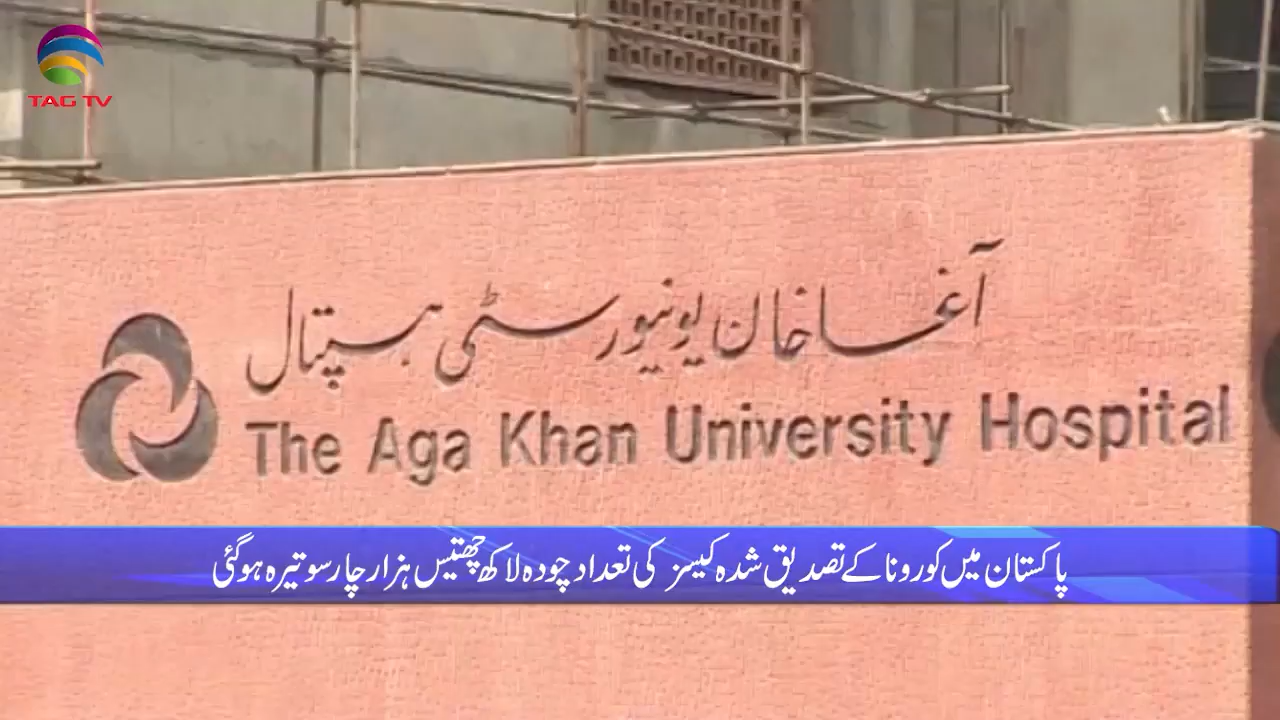 TAG TV
آغا خان یونیورسٹی ہسپتال
The Aga Khan University Hospital
پاکستان میں کورونا کے تصدیق شدہ کیسز کی تعداد چودہ لاکھ چھتیس ہزار چار سو تیرہ ہوگئی